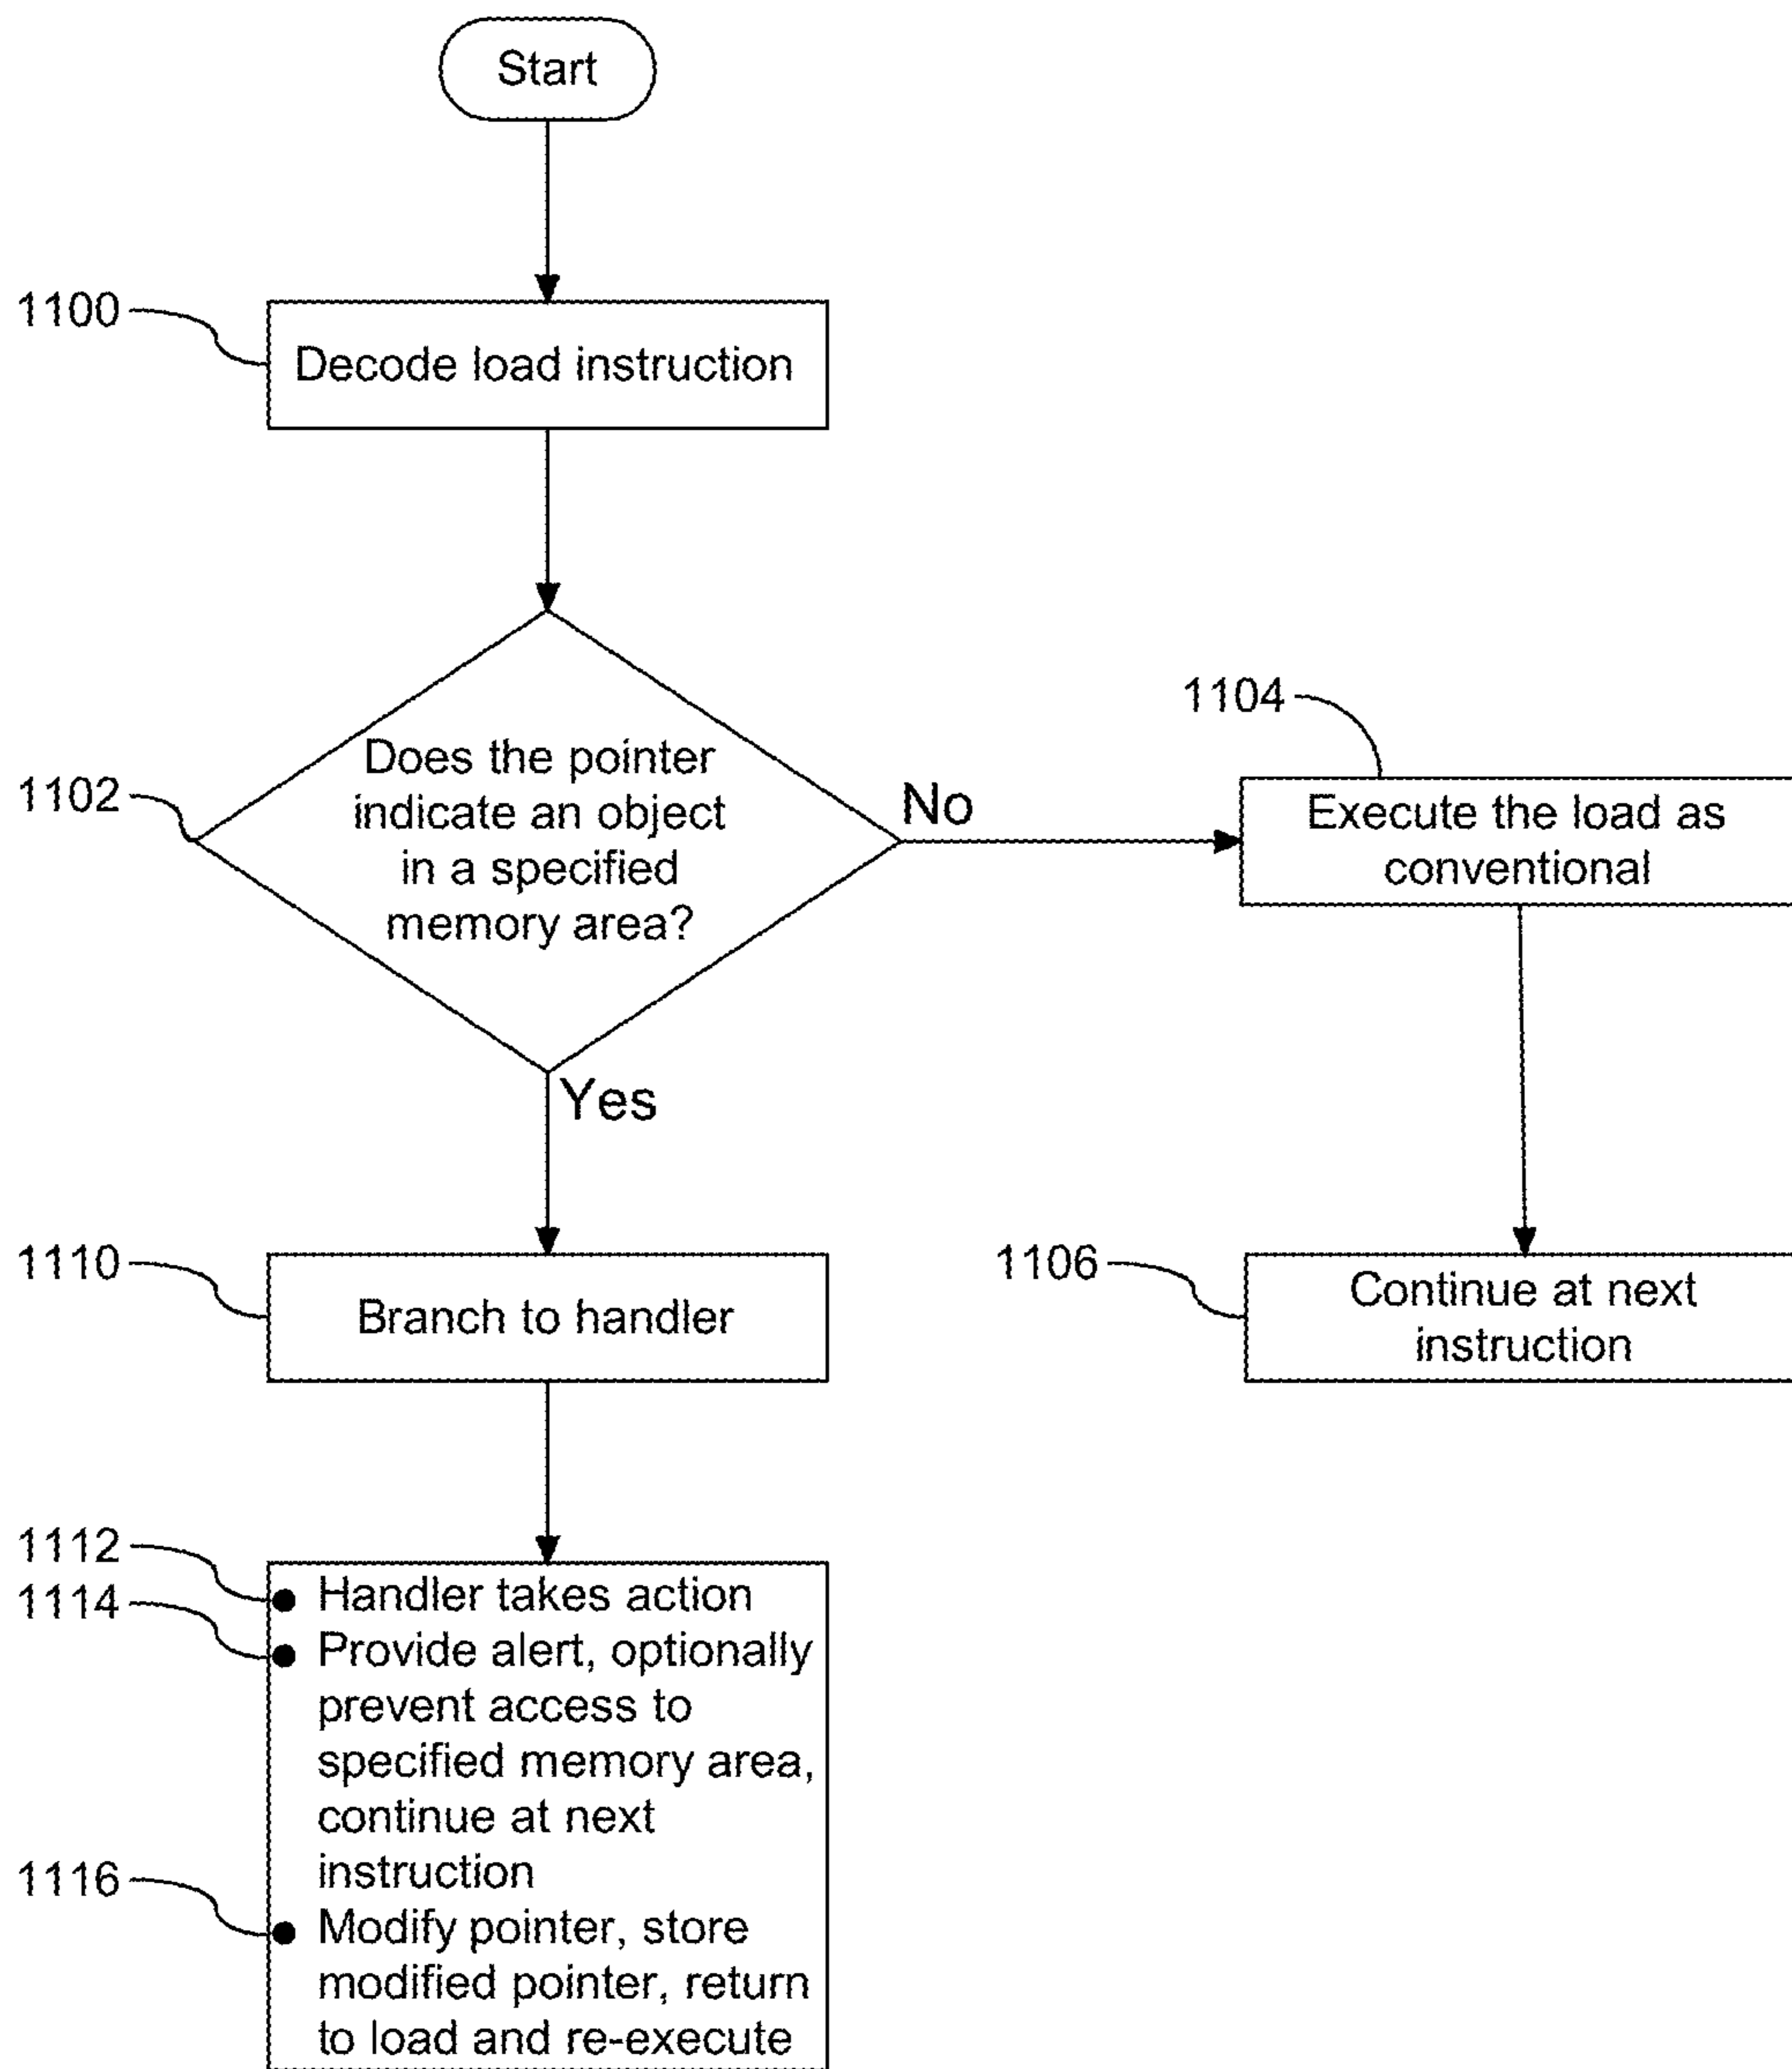 Start
1100
Decode load instruction
1102
Does the pointer
indicate an object
in a specified
memory area?
No
1104
Execute the load as
conventional
Yes
1110
Branch to handler
1106
Continue at next
instruction
1112
● Handler takes action
1114
● Provide alert, optionally
prevent access to
specified memory area,
continue at next
instruction
1116
● Modify pointer, store
modified pointer, return
to load and re-execute